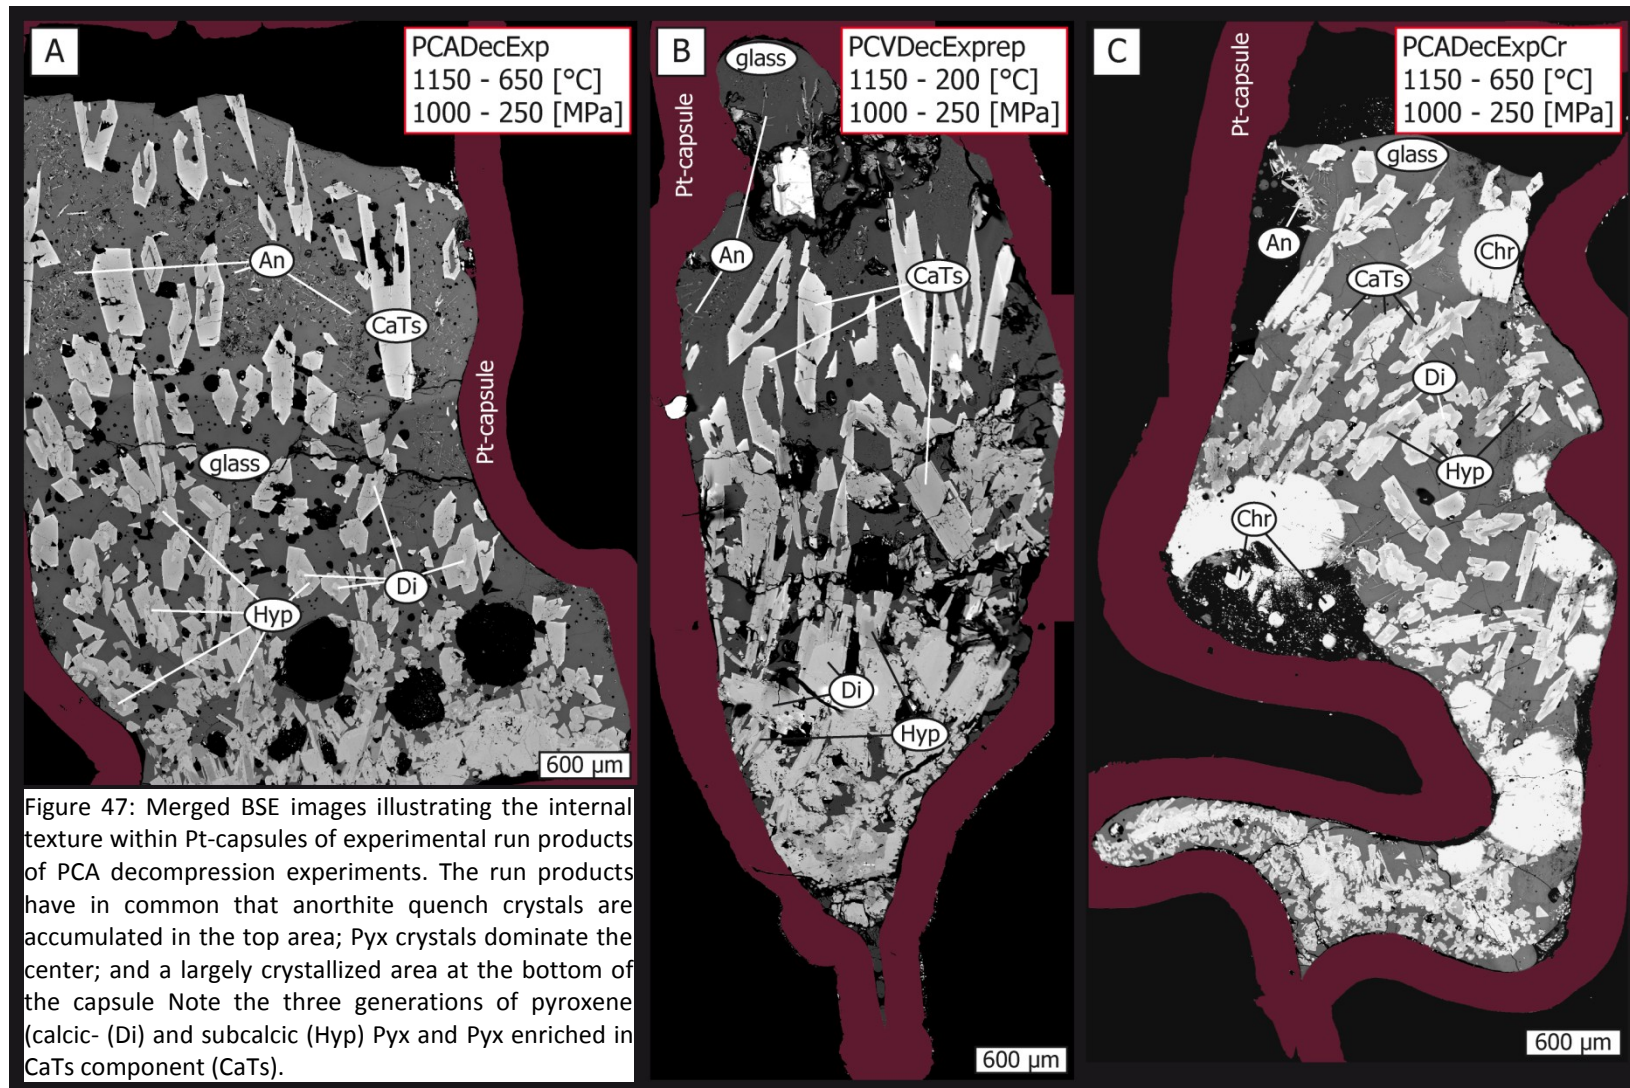 A
PCADecExp
1150 - 650 [°C]
1000 - 250 [MPa]
An
CaTs
Pt-capsule
glass
Di
Hyp
600 µm
B
glass
PCVDecExprep
1150 - 200 [°C]
1000 - 250 [MPa]
Pt-capsule
An
CaTs
Di
Hyp
600 µm
C
Pt-capsule
PCADecExpCr
1150 - 650 [°C]
1000 - 250 [MPa]
glass
An
Chr
CaTs
Di
Hyp
Chr
600 µm
Figure 47: Merged BSE images illustrating the internal
texture within Pt-capsules of experimental run products
of PCA decompression experiments. The run products
have in common that anorthite quench crystals are
accumulated in the top area; Pyx crystals dominate the
center; and a largely crystallized area at the bottom of
the capsule Note the three generations of pyroxene
(calcic- (Di) and subcalcic (Hyp) Pyx and Pyx enriched in
CaTs component (CaTs).